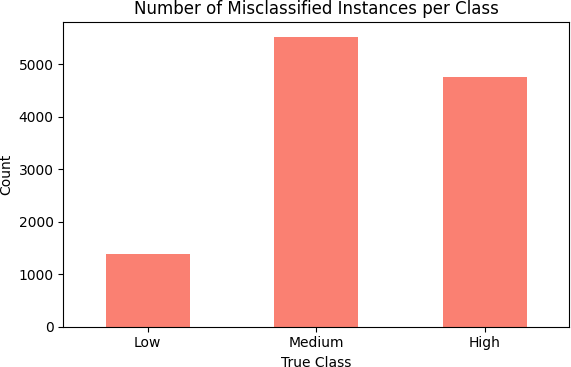 Number of Misclassified Instances per Class
Count
5000
4000
3000
2000
1000
0
Low Medium High
True Class